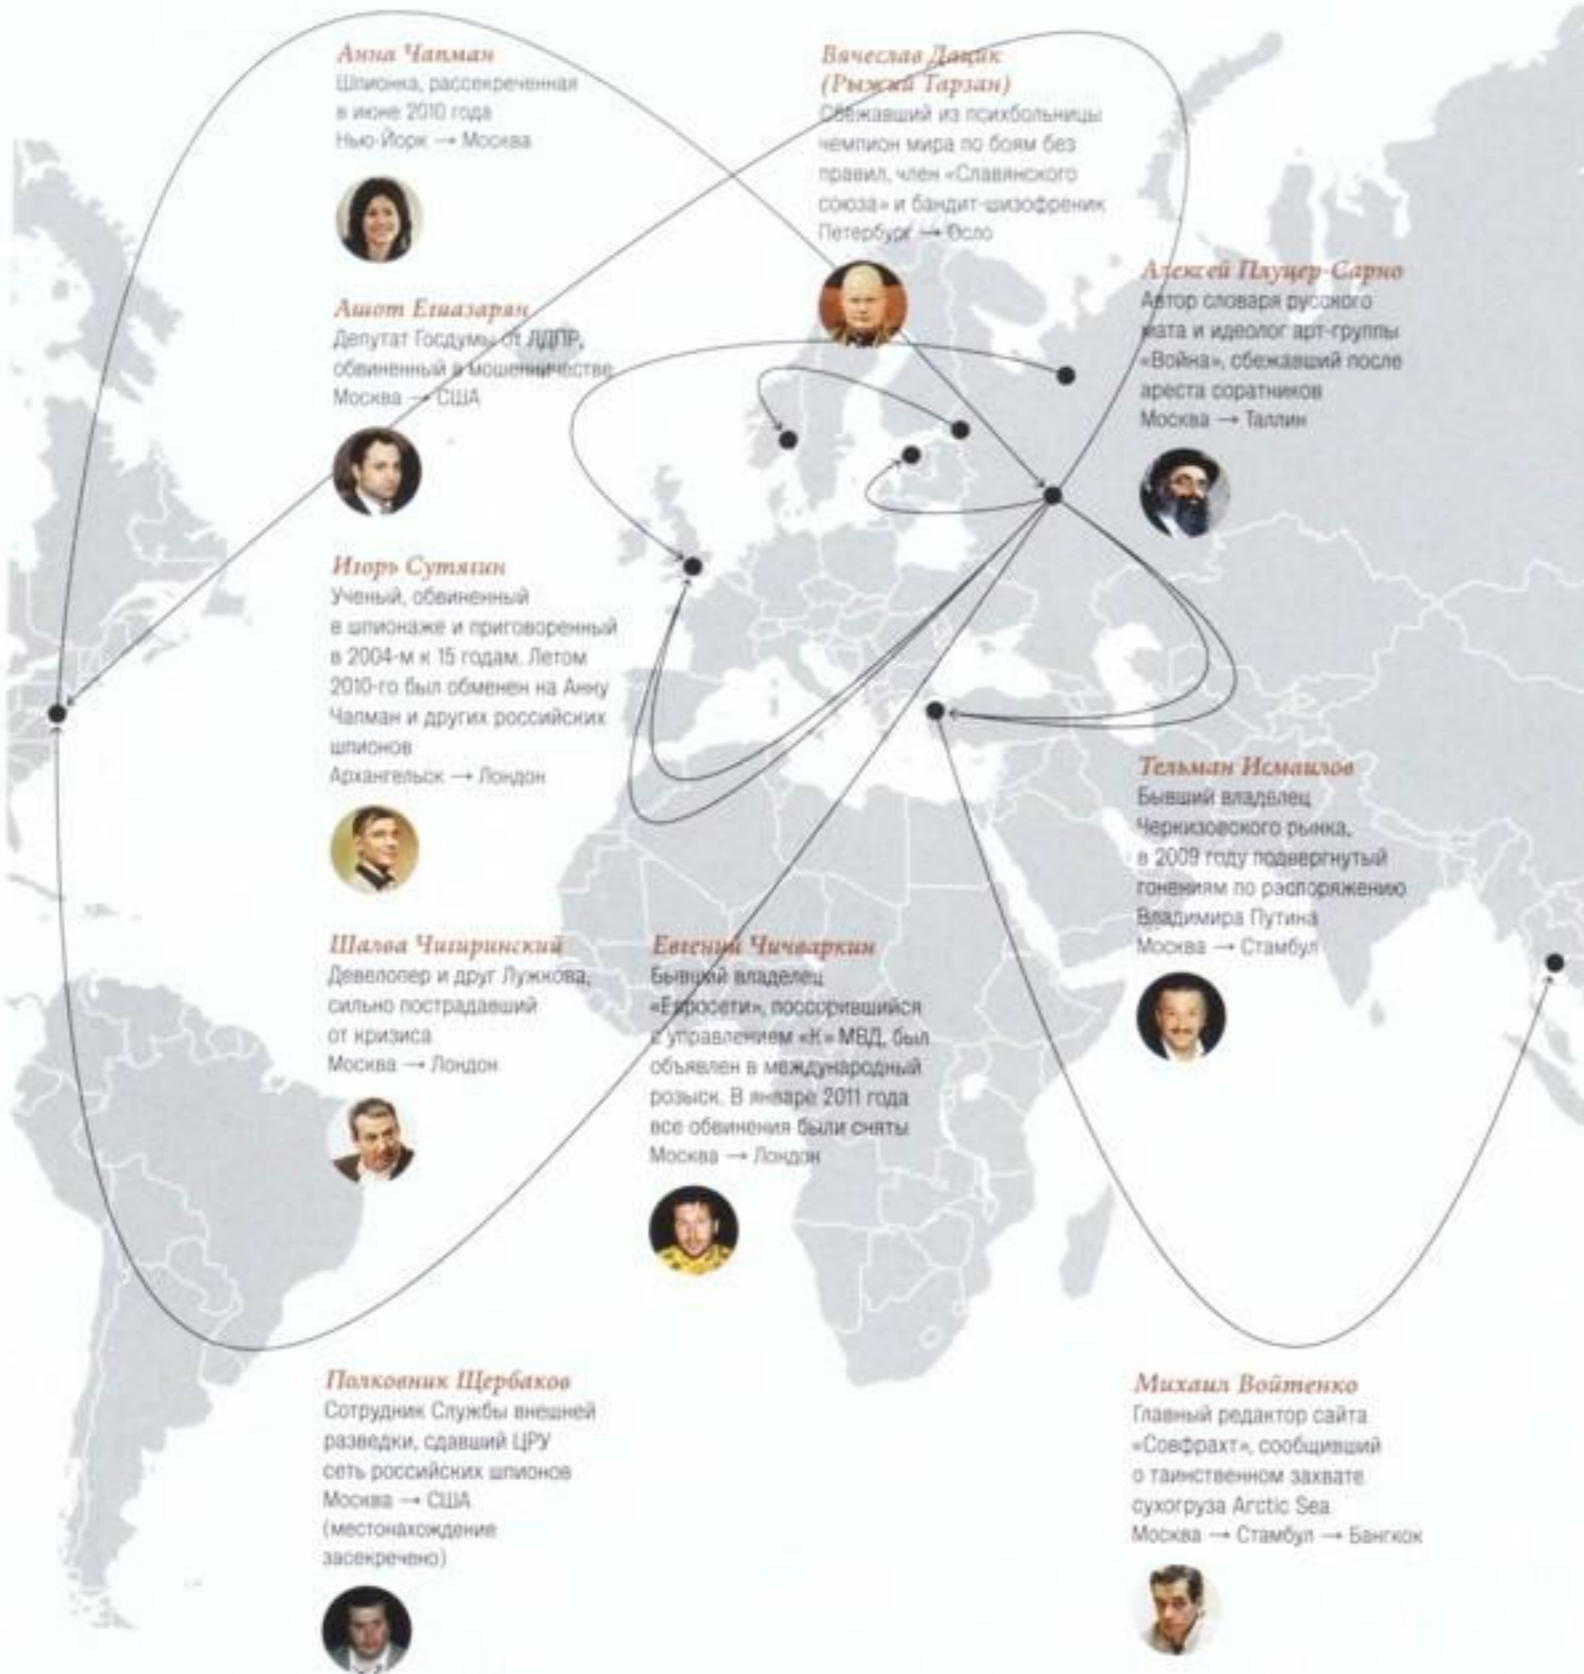 Анна Чапман
Шпионка, рассекреченная
в июне 2010 года
Нью-Йорк → Москва
Ашот Егиазарян
Депутат Госдумы от ЛДПР,
обвиненный в мошенничестве
Москва → США
Игорь Сутягин
Ученый, обвиненный
в шпионаже и приговоренный
в 2004-м к 15 годам. Летом
2010-го был обменен на Анну
Чапман и других российских
шпионов
Архангельск → Лондон
Шалва Чигиринский
Девелопер и друг Лужкова,
сильно пострадавший
от кризиса
Москва → Лондон
Полковник Щербаков
Сотрудник Службы внешней
разведки, сдавший ЦРУ
сеть российских шпионов
Москва → США
(местонахождение
засекречено)
Вячеслав Дацик
(Рыжий Тарзан)
Сбежавший из психбольницы
чемпион мира по боям без
правил, член «Славянского
союза» и бандит-шизофреник
Петербург → Осло
Евгений Чичваркин
Бывший владелец
«Евросети», поссорившийся
с управлением «К» МВД, был
объявлен в международный
розыск. В январе 2011 года
все обвинения были сняты
Москва → Лондон
Алексей Плуцер-Сарно
Автор словаря русского
мата и идеолог арт-группы
«Война», сбежавший после
ареста соратников
Москва → Таллин
Тельман Исмаилов
Бывший владелец
Черкизовского рынка,
в 2009 году подвергнутый
гонениям по распоряжению
Владимира Путина
Москва → Стамбул
Михаил Войтенко
Главный редактор сайта
«Совфрахт», сообщивший
о таинственном захвате
сухогруза Arctic Sea
Москва → Стамбул → Бангкок